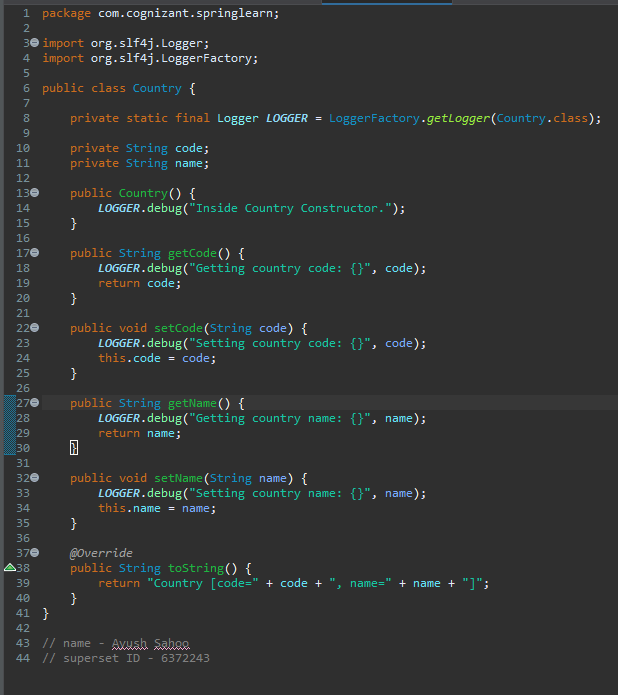 1 package com.cognizant.springlearn;
2
3 import org.slf4j.Logger;
4 import org.slf4j.LoggerFactory;
5
6 public class Country {
7
8     private static final Logger LOGGER = LoggerFactory.getLogger(Country.class);
9
10     private String code;
11     private String name;
12
13     public Country() {
14         LOGGER.debug("Inside Country Constructor.");
15     }
16
17     public String getCode() {
18         LOGGER.debug("Getting country code: {}", code);
19         return code;
20     }
21
22     public void setCode(String code) {
23         LOGGER.debug("Setting country code: {}", code);
24         this.code = code;
25     }
26
27     public String getName() {
28         LOGGER.debug("Getting country name: {}", name);
29         return name;
30     }
31
32     public void setName(String name) {
33         LOGGER.debug("Setting country name: {}", name);
34         this.name = name;
35     }
36
37     @Override
38     public String toString() {
39         return "Country [code=" + code + ", name=" + name + "]";
40     }
41 }
42
43 // name - Ayush Sahoo
44 // superset ID - 6372243